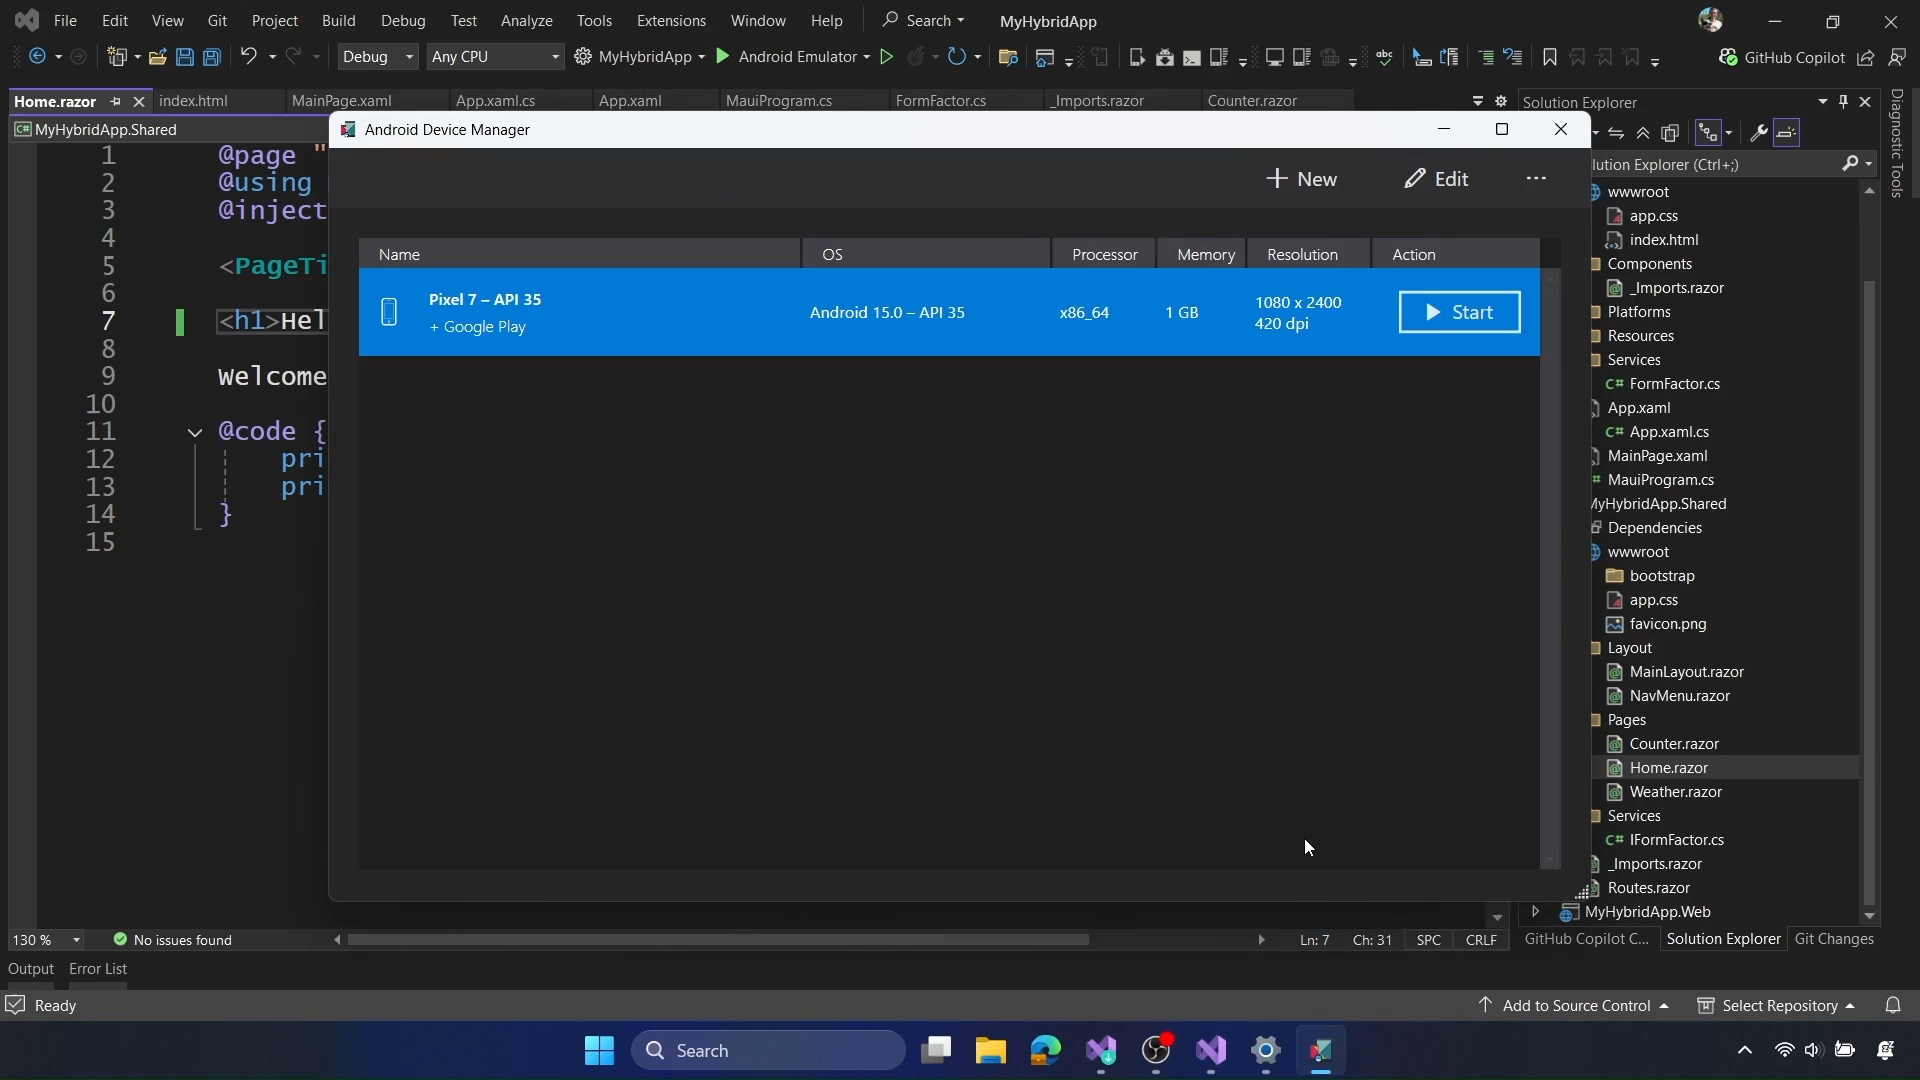 File Edit View Git Project Build Debug Test Analyze Tools Extensions Window Help Search MyHybridApp
Debug Any CPU MyHybridApp Android Emulator abc GitHub Copilot
Home.razor index.html MainPage.xaml App.xaml.cs App.xaml MauiProgram.cs FormFactor.cs _Imports.razor Counter.razor
MyHybridApp.Shared
1 @page "
2 @using
3 @inject
4
5 <PageTi
6
7 <h1>Hel
8
9 Welcome
10
11 @code {
12 pri
13 pri
14 }
15
Android Device Manager
New Edit ...
Name OS Processor Memory Resolution Action
Pixel 7 – API 35
+ Google Play
Android 15.0 – API 35
x86_64
1 GB
1080 x 2400
420 dpi
Start
Solution Explorer
lution Explorer (Ctrl+;)
wwwroot
app.css
index.html
Components
_Imports.razor
Platforms
Resources
Services
C# FormFactor.cs
App.xaml
C# App.xaml.cs
MainPage.xaml
MauiProgram.cs
MyHybridApp.Shared
Dependencies
wwwroot
bootstrap
app.css
favicon.png
Layout
MainLayout.razor
NavMenu.razor
Pages
Counter.razor
Home.razor
Weather.razor
Services
C# IFormFactor.cs
_Imports.razor
Routes.razor
MyHybridApp.Web
Diagnostic Tools
130 % No issues found Ln: 7 Ch: 31 SPC CRLF
GitHub Copilot C... Solution Explorer Git Changes
Output Error List
Ready Add to Source Control Select Repository
Search